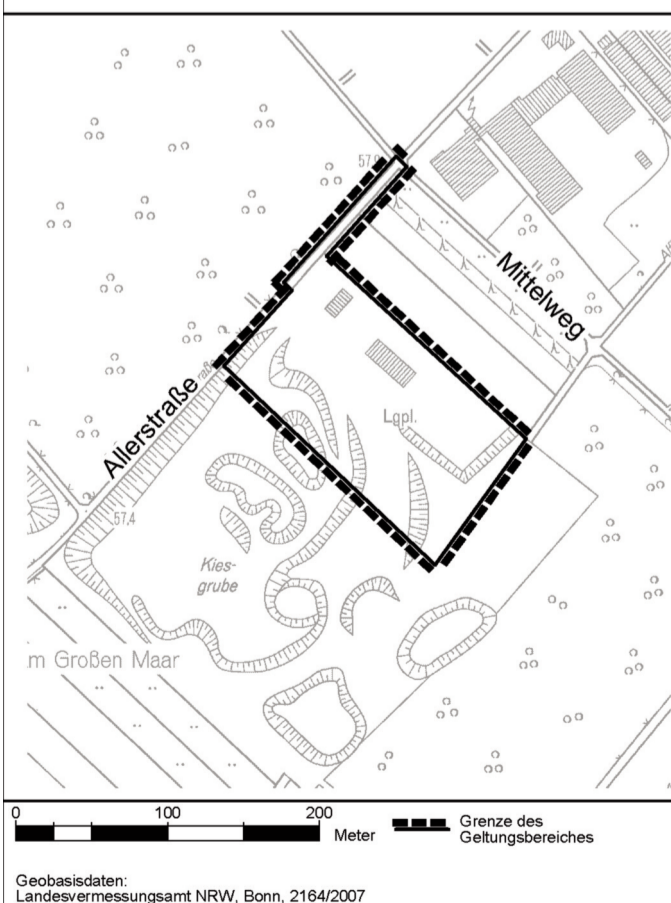 Mittelweg
Allerstraße
Lgpl.
57,4
Kies-
grube
m Großen Maar
0 100 200
Meter
Grenze des
Geltungsbereiches
Geobasisdaten:
Landesvermessungsamt NRW, Bonn, 2164/2007